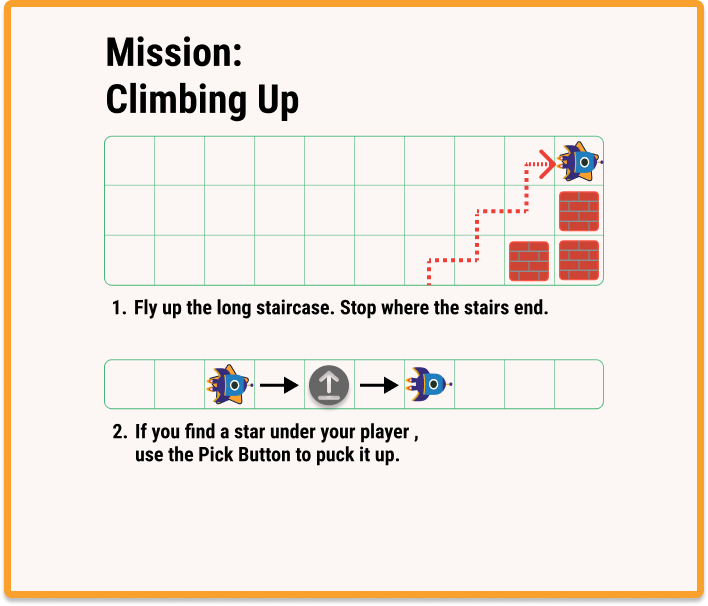 Mission:
Climbing Up
1. Fly up the long staircase. Stop where the stairs end.
2. If you find a star under your player ,
use the Pick Button to puck it up.